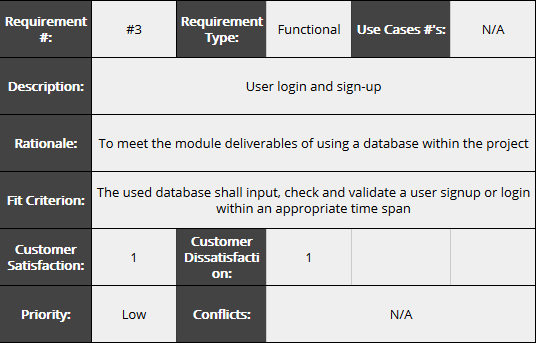 Requirement #: #3 Requirement Type: Functional Use Cases #'s: N/A
Description: User login and sign-up
Rationale: To meet the module deliverables of using a database within the project
Fit Criterion: The used database shall input, check and validate a user signup or login
within an appropriate time span
Customer Satisfaction: 1 Customer Dissatisfacti on: 1
Priority: Low Conflicts: N/A